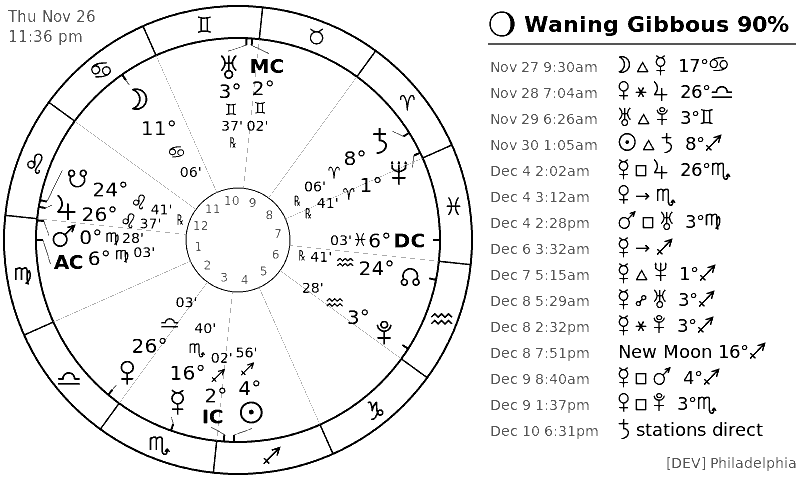 Thu Nov 26
11:36 pm
☽ Waning Gibbous 90%
Nov 27 9:30am ☽ △ ☿ 17°♋
Nov 28 7:04am ♀ ⚹ ♃ 26°♎
Nov 29 6:26am ♅ △ ⯓ 3°♊
Nov 30 1:05am ☉ △ ♄ 8°♐
Dec 4 2:02am ☿ □ ♃ 26°♏
Dec 4 3:12am ♀ → ♏
Dec 4 2:28pm ♂ □ ♅ 3°♍
Dec 6 3:32am ☿ → ♐
Dec 7 5:15am ☿ △ ♆ 1°♐
Dec 8 5:29am ☿ ☍ ♅ 3°♐
Dec 8 2:32pm ☿ ⚹ ⯓ 3°♐
Dec 8 7:51pm New Moon 16°♐
Dec 9 8:40am ☿ □ ♂ 4°♐
Dec 9 1:37pm ♀ □ ⯓ 3°♏
Dec 10 6:31pm ♄ stations direct
[DEV] Philadelphia
♊
♉
♈
♓
♒
♑
♐
♏
♎
♍
♌
♋
♅ 3° ♊ 37' ℞
MC 2° ♊ 02'
☽ 11° ♋ 06'
♄ 8° ♈ 06' ℞
♆ 1° ♈ 41' ℞
☋ 24° ♌ 41' ℞
♃ 26° ♌ 37'
♂ 0° ♍ 28'
AC 6° ♍ 03'
DC 6° ♓ 03'
☊ 24° ♒ 41' ℞
⯓ 3° ♒ 28'
♀ 26° ♎ 03'
☿ 16° ♏ 40'
IC 2° ♐ 02'
☉ 4° ♐ 56'
1
2
3
4
5
6
7
8
9
10
11
12